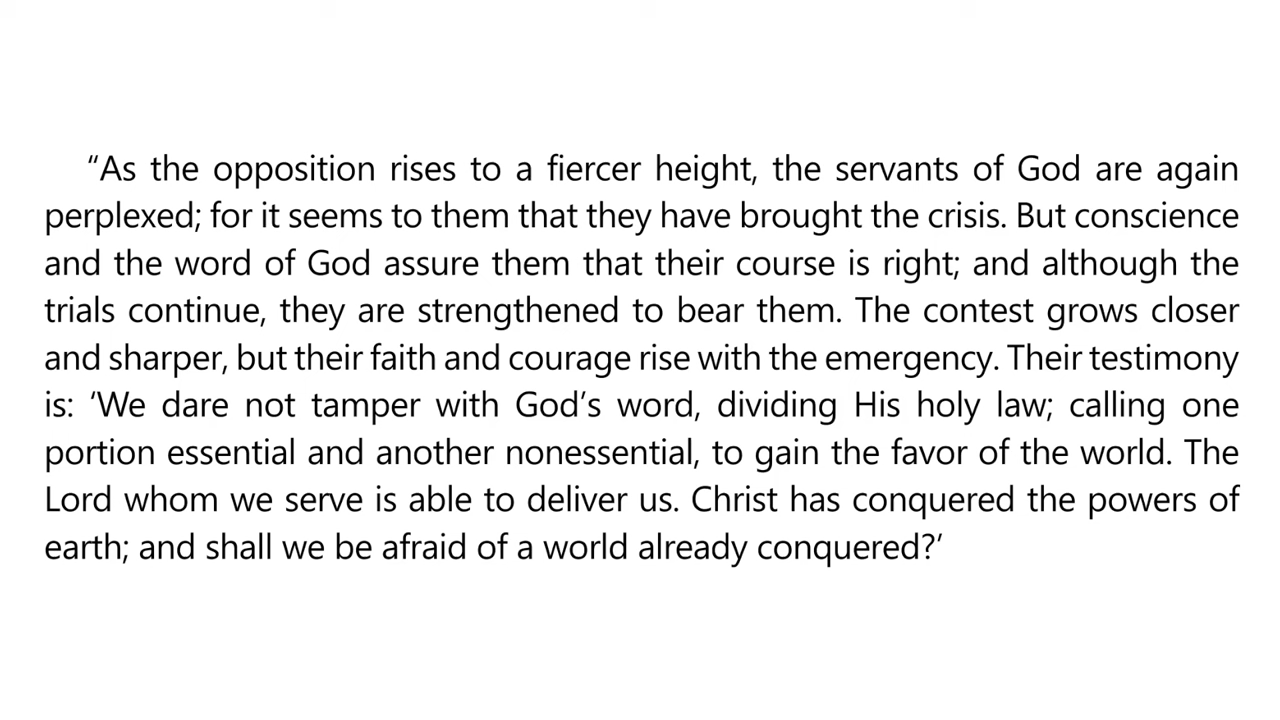 “As the opposition rises to a fiercer height, the servants of God are again
perplexed; for it seems to them that they have brought the crisis. But conscience
and the word of God assure them that their course is right; and although the
trials continue, they are strengthened to bear them. The contest grows closer
and sharper, but their faith and courage rise with the emergency. Their testimony
is: ‘We dare not tamper with God’s word, dividing His holy law; calling one
portion essential and another nonessential, to gain the favor of the world. The
Lord whom we serve is able to deliver us. Christ has conquered the powers of
earth; and shall we be afraid of a world already conquered?’